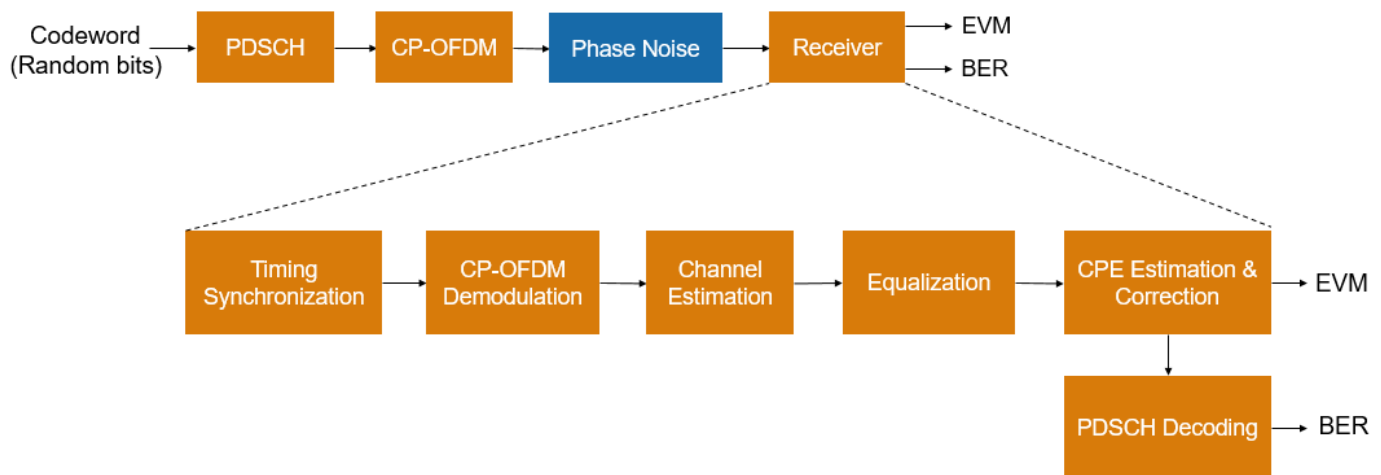 Codeword
(Random bits)
PDSCH
CP-OFDM
Phase Noise
Receiver
EVM
BER
Timing
Synchronization
CP-OFDM
Demodulation
Channel
Estimation
Equalization
CPE Estimation &
Correction
EVM
PDSCH Decoding
BER